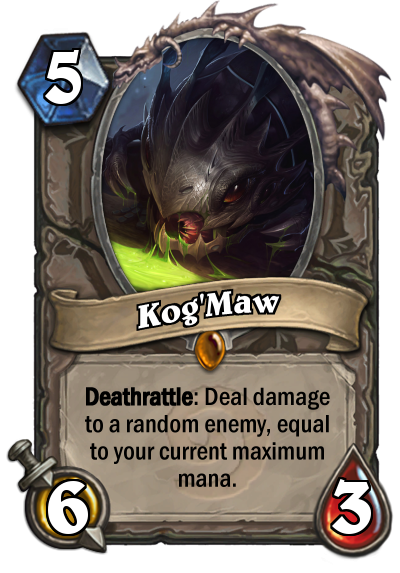 5
Kog'Maw
Deathrattle: Deal damage
to a random enemy, equal
to your current maximum
mana.
6
3